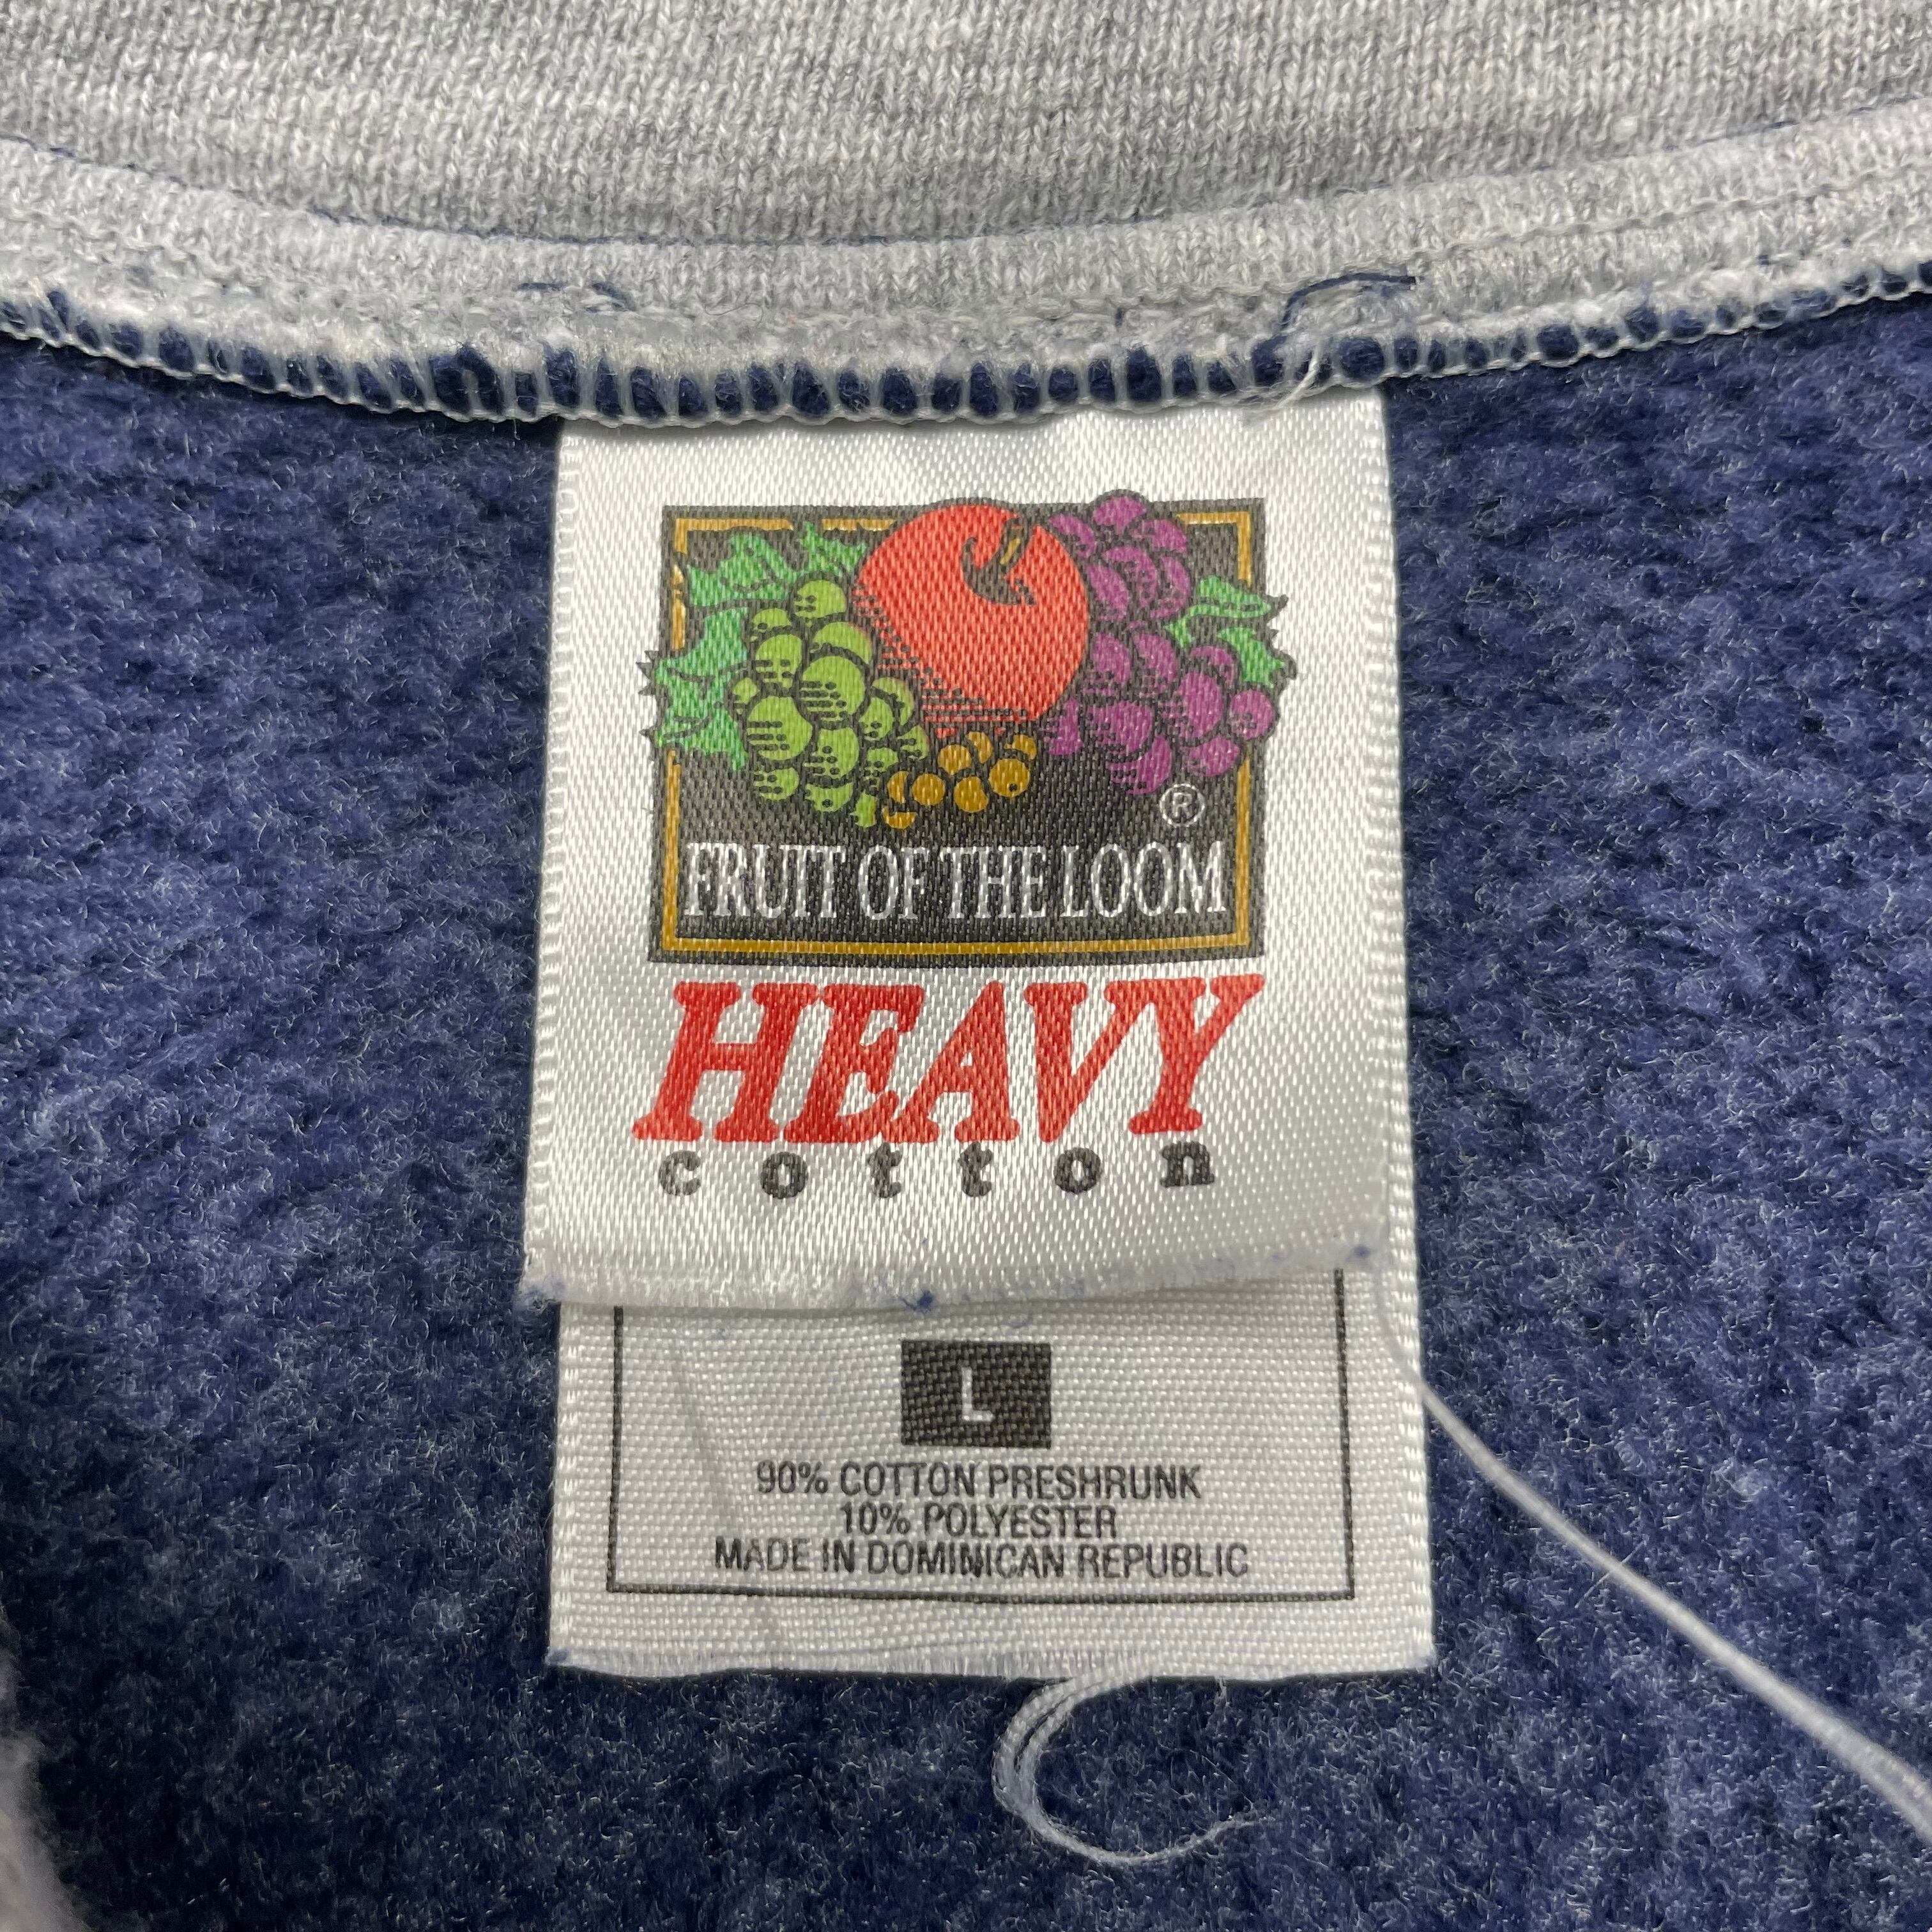 ®
FRUIT OF THE LOOM
HEAVY
cotton
L
90% COTTON PRESHRUNK
10% POLYESTER
MADE IN DOMINICAN REPUBLIC